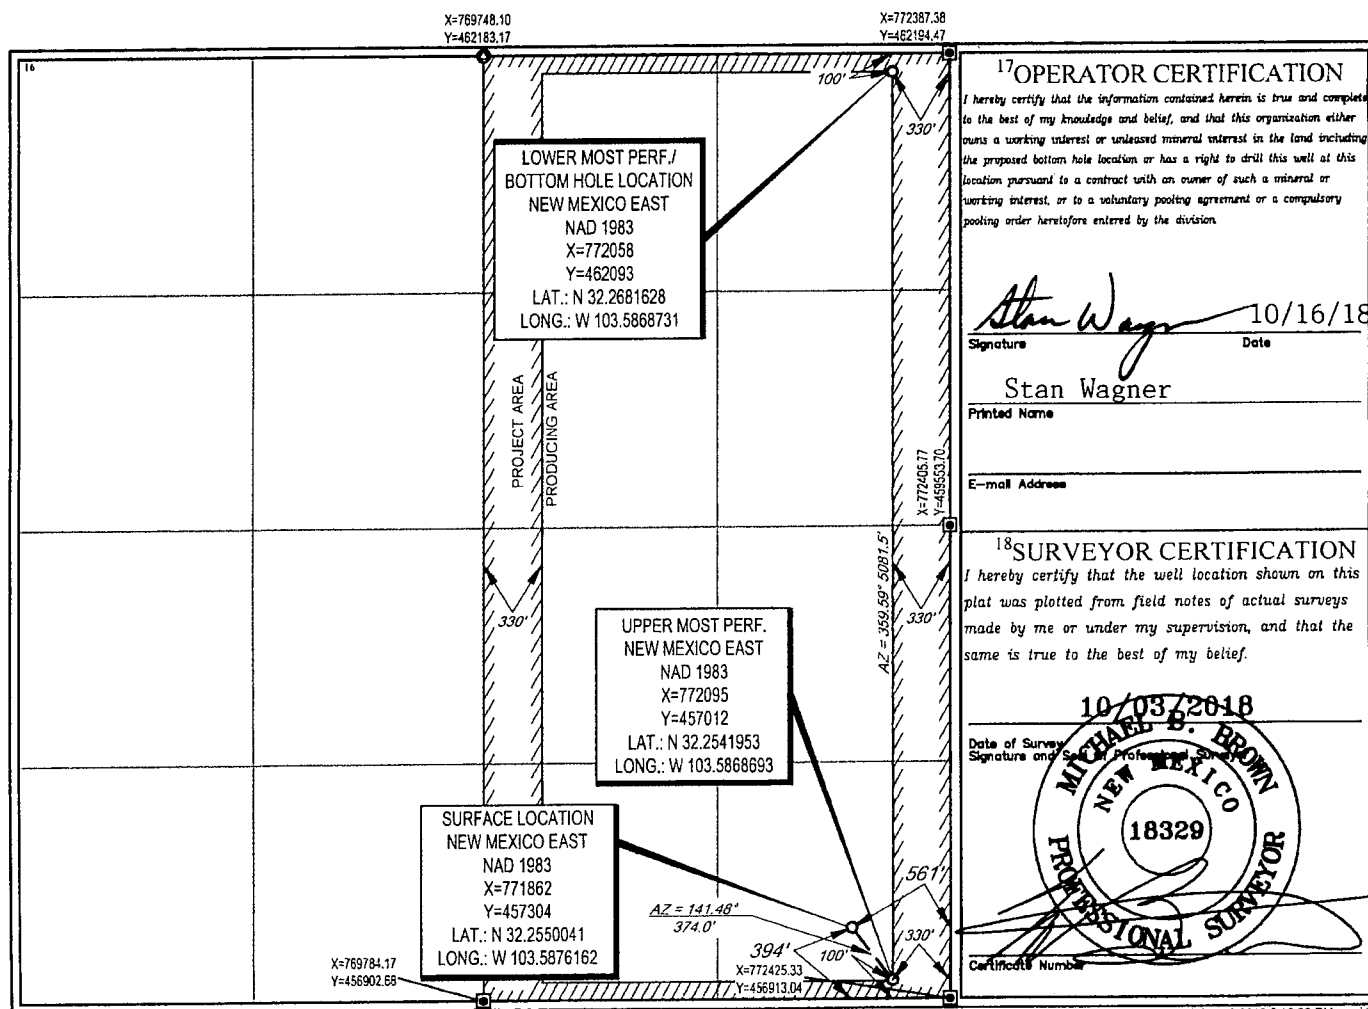 X=769748.10
Y=462183.17
X=772387.38
Y=462194.47
16
100'
330'
LOWER MOST PERF./
BOTTOM HOLE LOCATION
NEW MEXICO EAST
NAD 1983
X=772058
Y=462093
LAT.: N 32.2681628
LONG.: W 103.5868731
PROJECT AREA
PRODUCING AREA
X=772405.77
Y=459553.70
AZ = 359.59° 5081.5'
330'
330'
UPPER MOST PERF.
NEW MEXICO EAST
NAD 1983
X=772095
Y=457012
LAT.: N 32.2541953
LONG.: W 103.5868693
SURFACE LOCATION
NEW MEXICO EAST
NAD 1983
X=771862
Y=457304
LAT.: N 32.2550041
LONG.: W 103.5876162
AZ = 141.48°
374.0'
561'
394'
100'
330'
X=769784.17
Y=456902.68
X=772425.33
Y=456913.04
17 OPERATOR CERTIFICATION
I hereby certify that the information contained herein is true and complete
to the best of my knowledge and belief, and that this organization either
owns a working interest or unleased mineral interest in the land including
the proposed bottom hole location or has a right to drill this well at this
location pursuant to a contract with an owner of such a mineral or
working interest, or to a voluntary pooling agreement or a compulsory
pooling order heretofore entered by the division.
Stan Wagner
10/16/18
Signature Date
Stan Wagner
Printed Name
E-mail Address
18 SURVEYOR CERTIFICATION
I hereby certify that the well location shown on this
plat was plotted from field notes of actual surveys
made by me or under my supervision, and that the
same is true to the best of my belief.
10/03/2018
Date of Survey
Signature and Seal of Professional Surveyor
MICHAEL B. BROWN
NEW MEXICO
18329
PROFESSIONAL SURVEYOR
Certificate Number